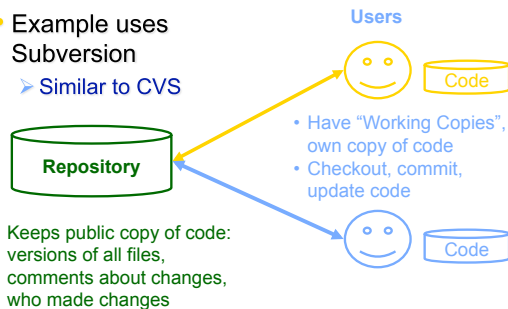 Example uses
Subversion
➢ Similar to CVS
Repository
Keeps public copy of code:
versions of all files,
comments about changes,
who made changes
Users
Code
• Have “Working Copies”,
own copy of code
• Checkout, commit,
update code
Code